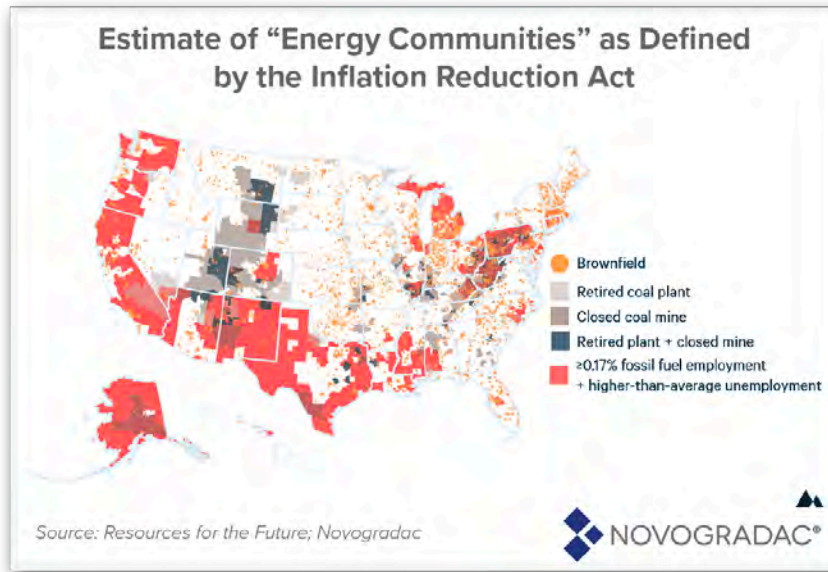 Estimate of “Energy Communities” as Defined
by the Inflation Reduction Act
Brownfield
Retired coal plant
Closed coal mine
Retired plant + closed mine
≥0.17% fossil fuel employment
+ higher-than-average unemployment
Source: Resources for the Future; Novogradac
NOVOGRADAC®